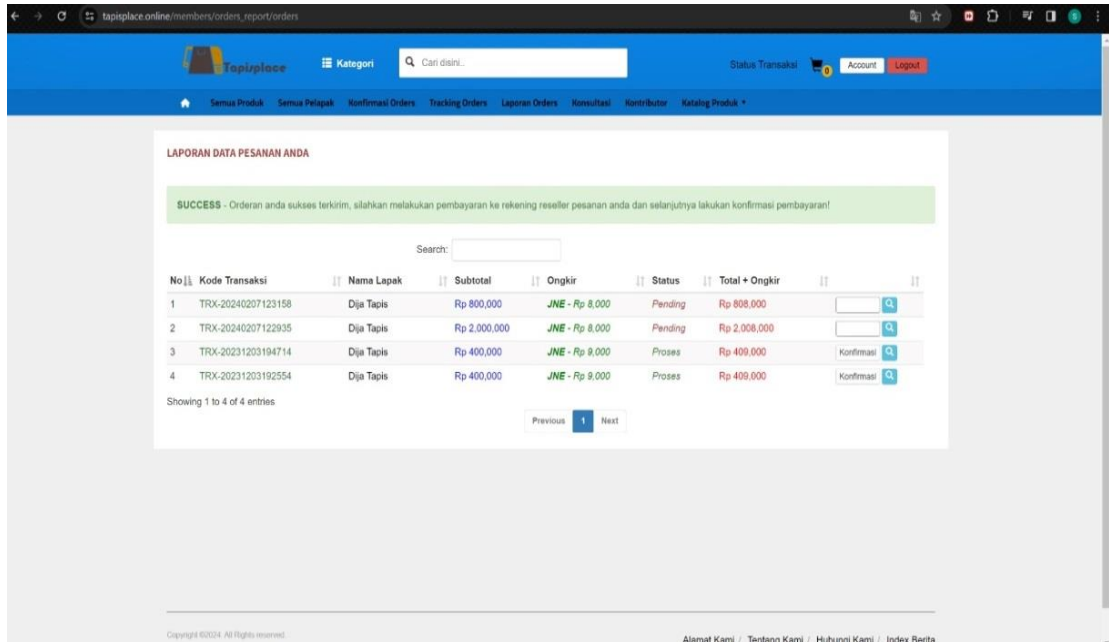 tapisplace.online/members/orders_report/orders
S
Tapisplace
Kategori
Cari disini..
Status Transaksi
0
Account
Logout
Semua Produk Semua Pelapak Konfirmasi Orders Tracking Orders Laporan Orders Konsultasi Kontributor Katalog Produk
LAPORAN DATA PESANAN ANDA
SUCCESS - Orderan anda sukses terkirim, silahkan melakukan pembayaran ke rekening reseller pesanan anda dan selanjutnya lakukan konfirmasi pembayaran!
Search:
No Kode Transaksi Nama Lapak Subtotal Ongkir Status Total + Ongkir
1 TRX-20240207123158 Dija Tapis Rp 800,000 JNE - Rp 8,000 Pending Rp 808,000
2 TRX-20240207122935 Dija Tapis Rp 2,000,000 JNE - Rp 8,000 Pending Rp 2,008,000
3 TRX-20231203194714 Dija Tapis Rp 400,000 JNE - Rp 9,000 Proses Rp 409,000 Konfirmasi
4 TRX-20231203192554 Dija Tapis Rp 400,000 JNE - Rp 9,000 Proses Rp 409,000 Konfirmasi
Showing 1 to 4 of 4 entries
Previous 1 Next
Copyright ©2024. All Rights reserved.
Alamat Kami / Tentang Kami / Hubungi Kami / Index Berita